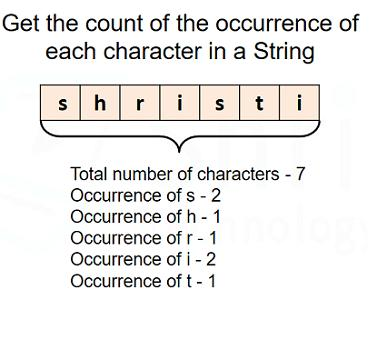 Get the count of the occurrence of
each character in a String
s h r i s t i
Total number of characters - 7
Occurrence of s - 2
Occurrence of h - 1
Occurrence of r - 1
Occurrence of i - 2
Occurrence of t - 1